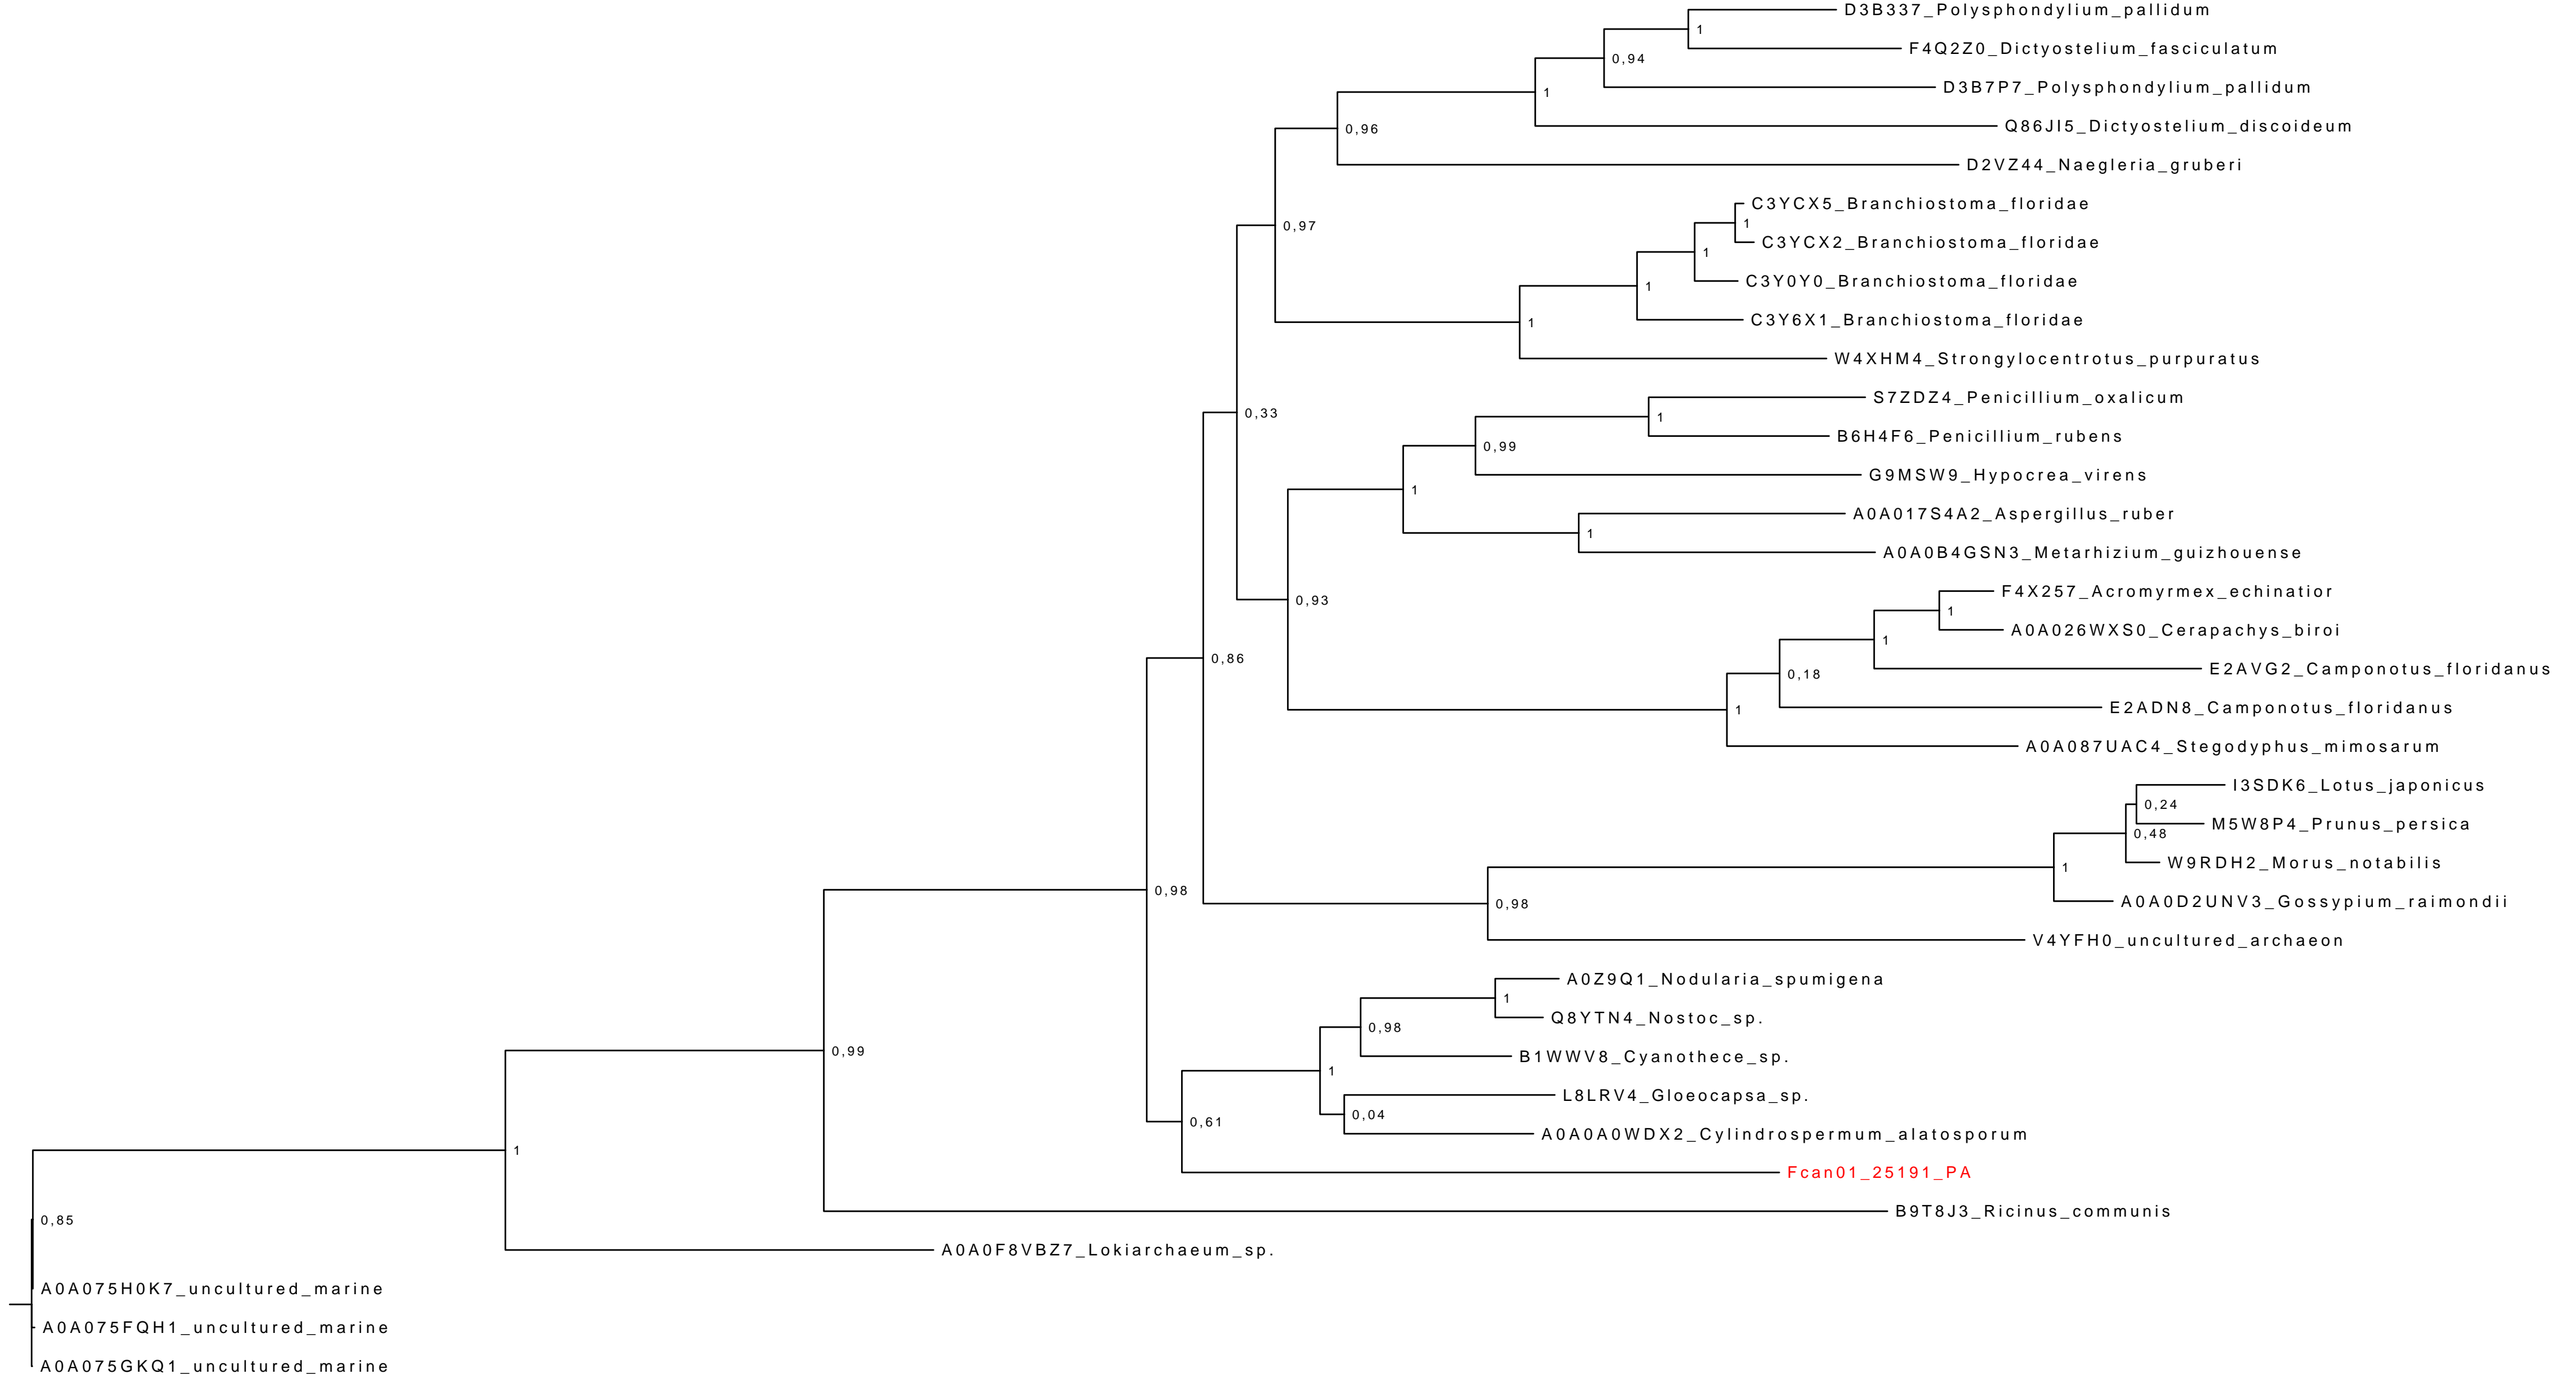 D3B337_Polysphondylium_pallidum
1
F4Q2Z0_Dictyostelium_fasciculatum
0,94
D3B7P7_Polysphondylium_pallidum
1
Q86JI5_Dictyostelium_discoideum
0,96
D2VZ44_Naegleria_gruberi
C3YCX5_Branchiostoma_floridae
1
0,97
C3YCX2_Branchiostoma_floridae
1
C3Y0Y0_Branchiostoma_floridae
1
C3Y6X1_Branchiostoma_floridae
1
W4XHM4_Strongylocentrotus_purpuratus
S7ZDZ4_Penicillium_oxalicum
0,33
1
B6H4F6_Penicillium_rubens
0,99
G9MSW9_Hypocrea_virens
1
A0A017S4A2_Aspergillus_ruber
1
A0A0B4GSN3_Metarhizium_guizhouense
F4X257_Acromyrmex_echinatior
0,93
1
A0A026WXS0_Cerapachys_biroi
1
0,86
E2AVG2_Camponotus_floridanus
0,18
E2ADN8_Camponotus_floridanus
1
A0A087UAC4_Stegodyphus_mimosarum
I3SDK6_Lotus_japonicus
0,24
M5W8P4_Prunus_persica
0,48
W9RDH2_Morus_notabilis
1
0,98
A0A0D2UNV3_Gossypium_raimondii
0,98
V4YFH0_uncultured_archaeon
A0Z9Q1_Nodularia_spumigena
1
Q8YTN4_Nostoc_sp.
0,98
0,99
B1WWV8_Cyanothece_sp.
1
L8LRV4_Gloeocapsa_sp.
0,04
0,61
A0A0A0WDX2_Cylindrospermum_alatosporum
1
Fcan01_25191_PA
B9T8J3_Ricinus_communis
0,85
A0A0F8VBZ7_Lokiarchaeum_sp.
A0A075H0K7_uncultured_marine
A0A075FQH1_uncultured_marine
A0A075GKQ1_uncultured_marine